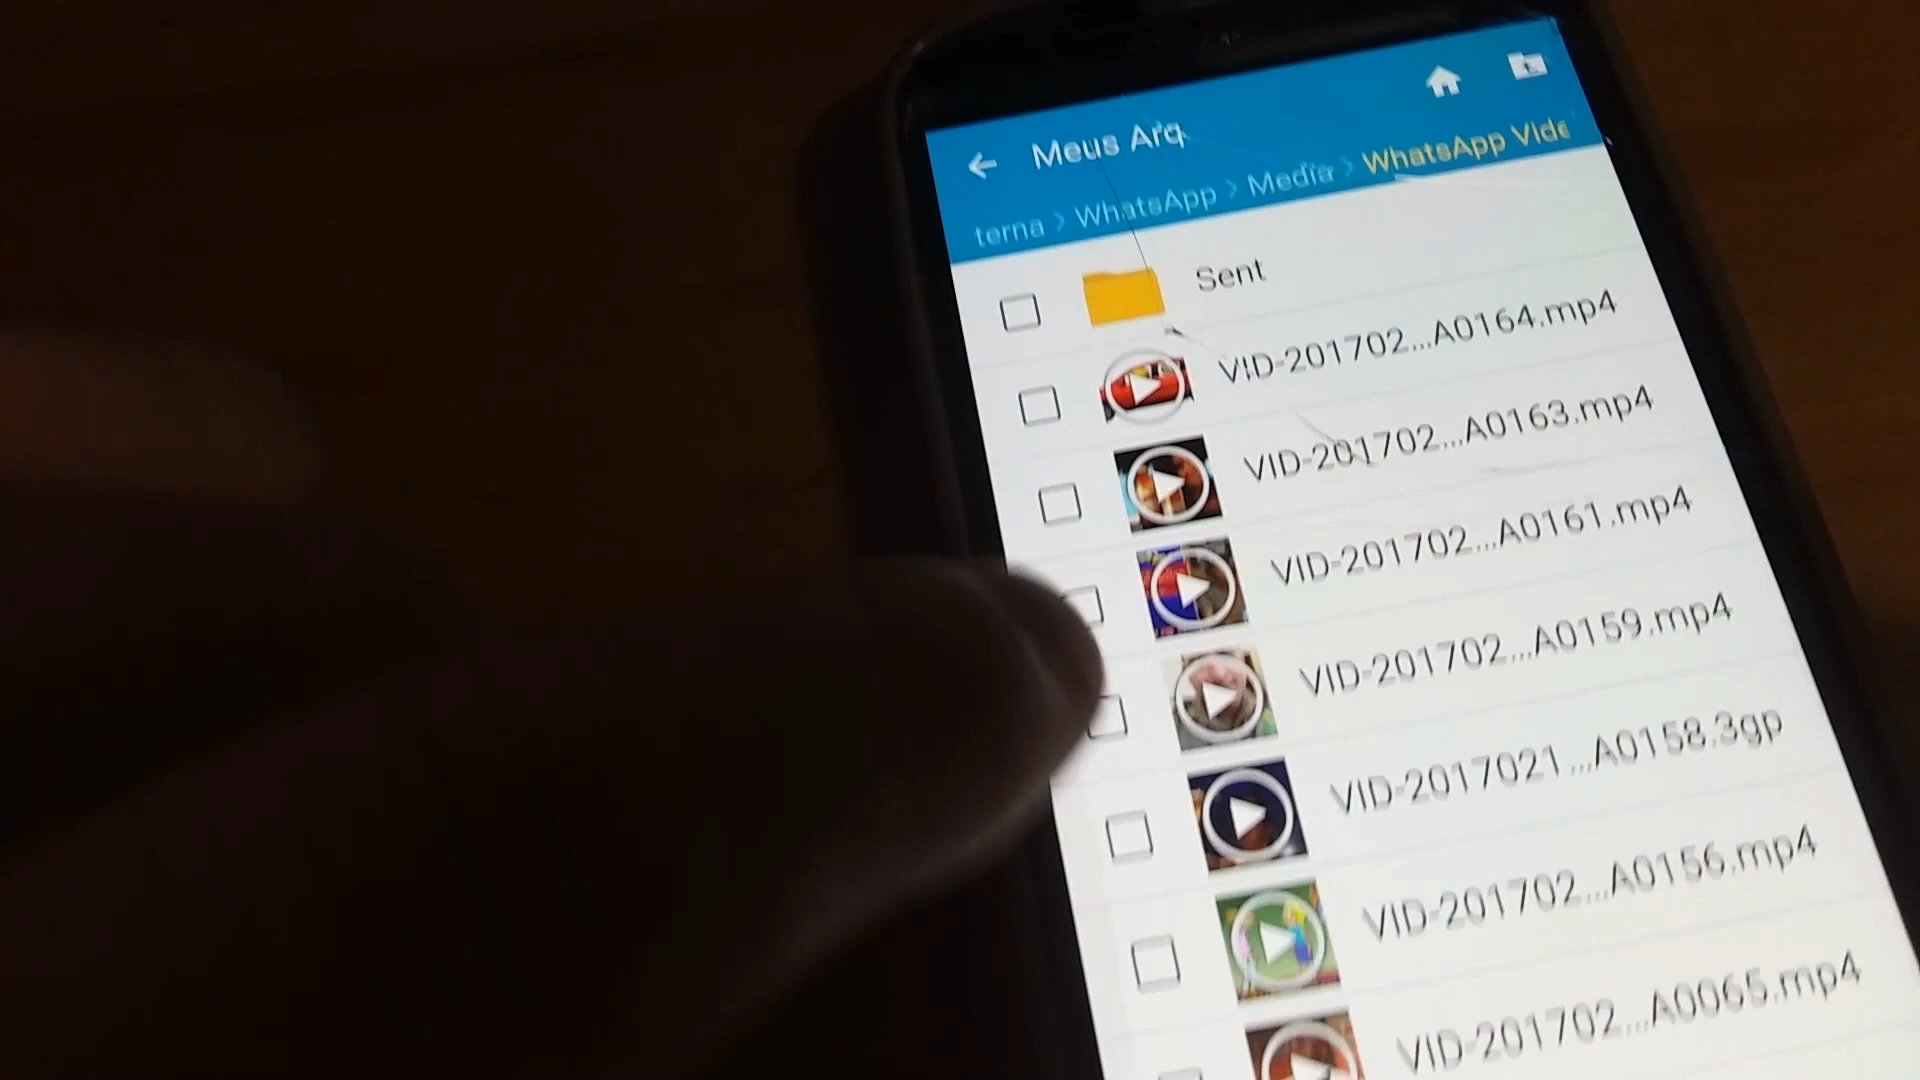 Meus Arq
terna > WhatsApp > Media > WhatsApp Vide
Sent
VID-201702...A0164.mp4
VID-201702...A0163.mp4
VID-201702...A0161.mp4
VID-201702...A0159.mp4
VID-2017021...A0158.3gp
VID-201702...A0156.mp4
VID-201702...A0065.mp4